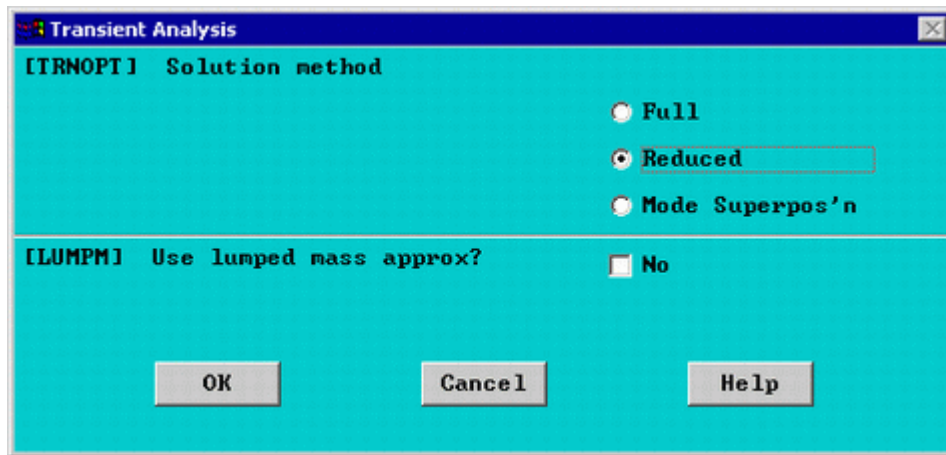 Transient Analysis
[TRNOPT] Solution method
Full
Reduced
Mode Superpos'n
[LUMPM] Use lumped mass approx?
No
OK
Cancel
Help